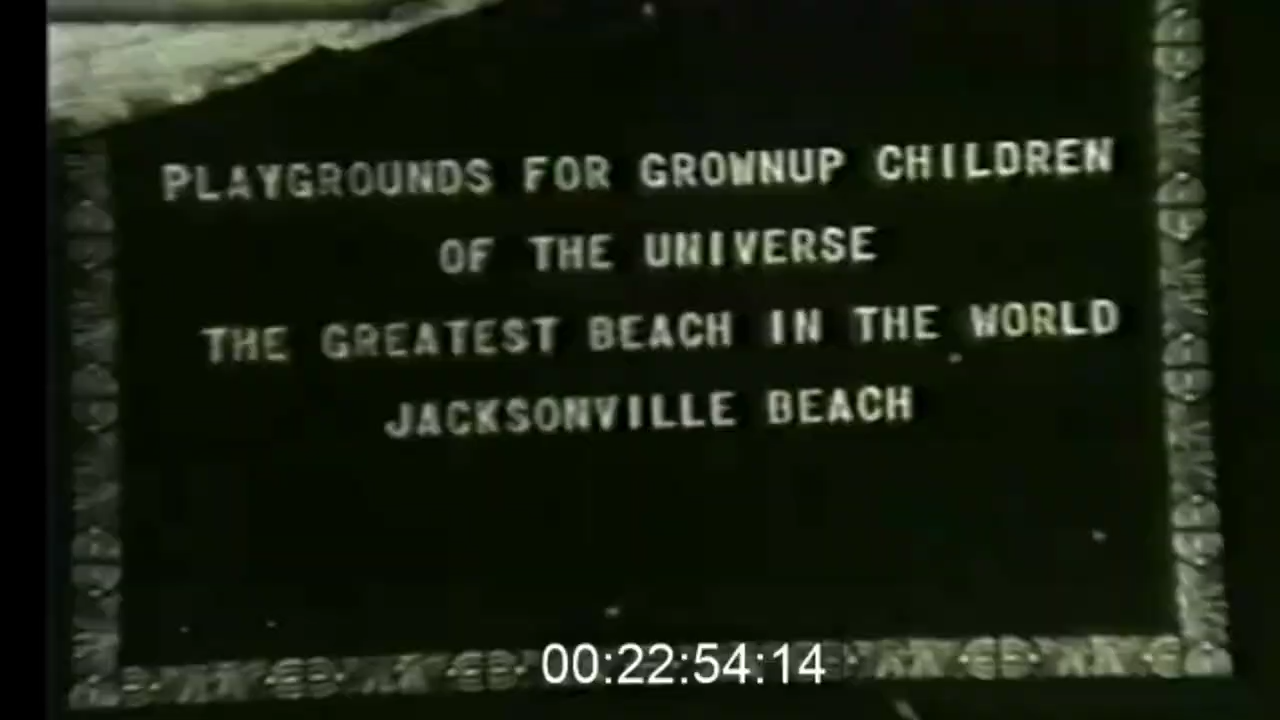 PLAYGROUNDS FOR GROWNUP CHILDREN
OF THE UNIVERSE
THE GREATEST BEACH IN THE WORLD
JACKSONVILLE BEACH
00:22:54:14